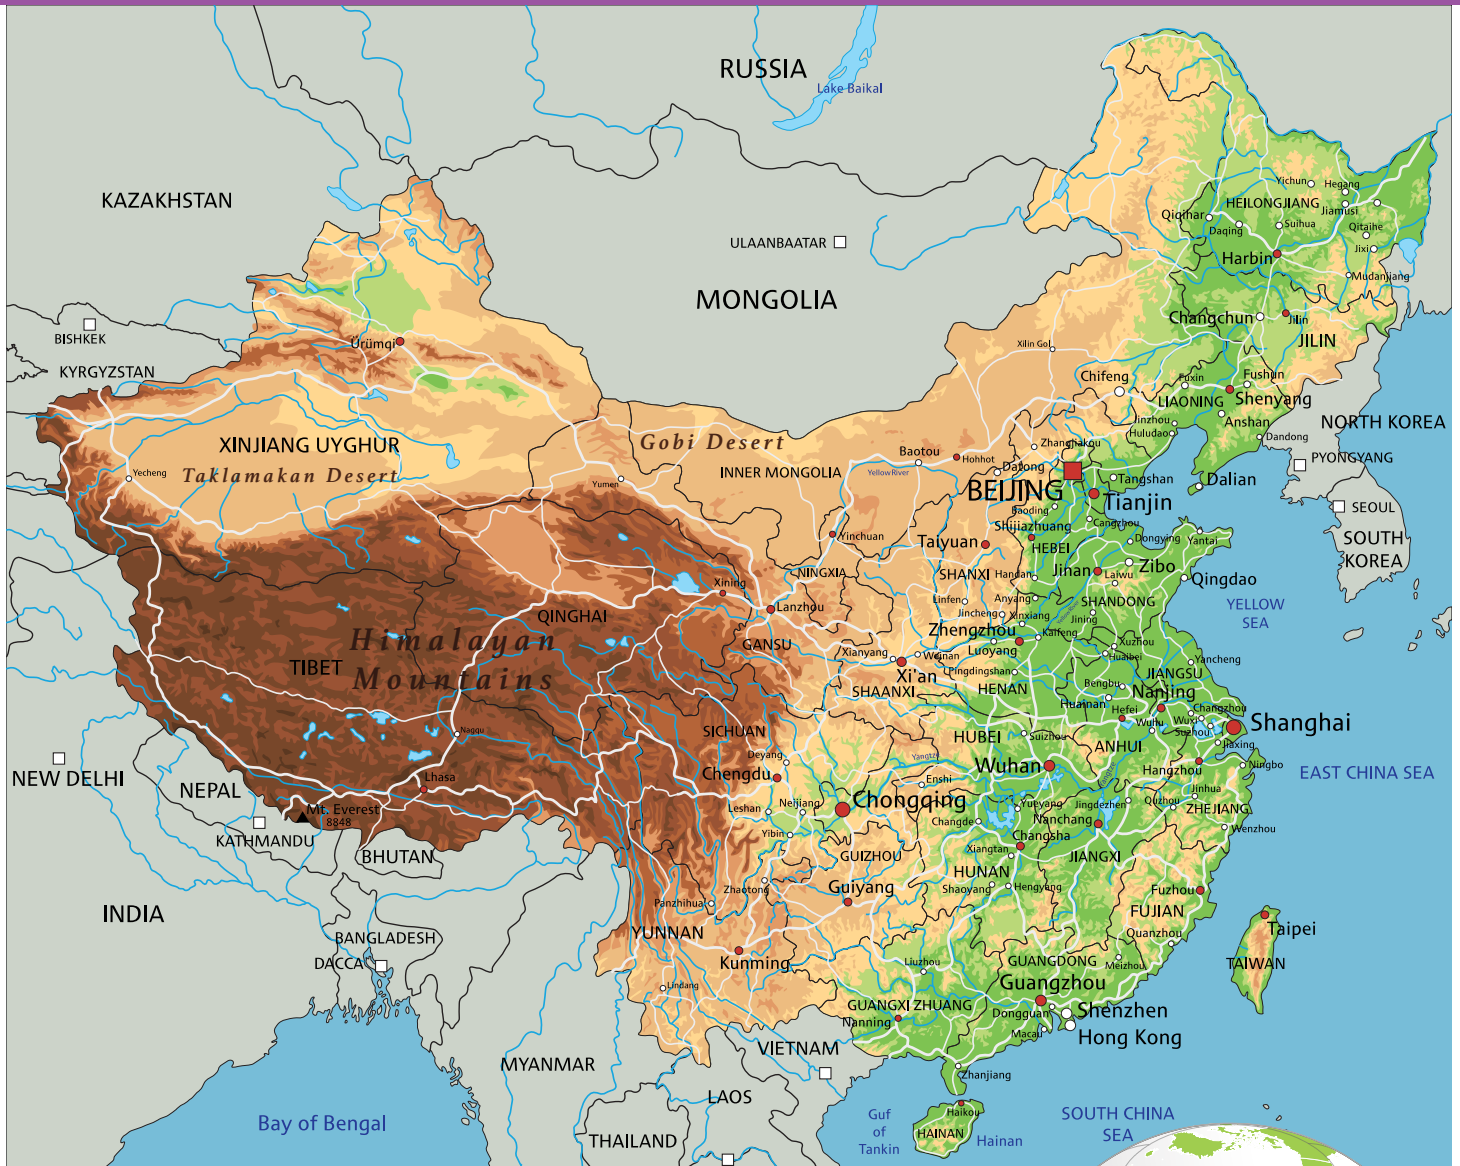 RUSSIA
Lake Baikal
KAZAKHSTAN
ULAANBAATAR
MONGOLIA
Yichun
Hegang
HEILONGJIANG
Jiamusi
Qiqihar
Daqing
Suihua
Qitaihe
Jixi
Harbin
Mudanjiang
Changchun
Jilin
JILIN
BISHKEK
KYRGYZSTAN
Ürümqi
Xilin Gol
Chifeng
Fuxin
Fushun
LIAONING
Shenyang
Jinzhou
Anshan
Huludao
Dandong
NORTH KOREA
PYONGYANG
XINJIANG UYGHUR
Taklamakan Desert
Yecheng
Gobi Desert
INNER MONGOLIA
Yumen
Yellow River
Baotou
Hohhot
Zhangjiakou
Datong
BEIJING
Tangshan
Dalian
Tianjin
Baoding
Cangzhou
SEOUL
SOUTH
KOREA
Shijiazhuang
HEBEI
Yinchuan
Taiyuan
Dongying
Yantai
NINGXIA
SHANXI
Handan
Jinan
Laiwu
Zibo
Qingdao
Xining
Lanzhou
Linfen
Anyang
SHANDONG
YELLOW
SEA
QINGHAI
Jincheng
Xinxiang
Yellow River
Jining
Himalayan
Mountains
TIBET
GANSU
Zhengzhou
Kaifeng
Luoyang
Xuzhou
Xianyang
Weinan
Huaibei
Yancheng
Xi'an
Pingdingshan
JIANGSU
SHAANXI
HENAN
Bengbu
Nanjing
Huainan
Hefei
Changzhou
Wuhu
Wuxi
Suzhou
Shanghai
Naggu
SICHUAN
HUBEI
Suizhou
ANHUI
Jiaxing
Deyang
Yangtze
Wuhan
Hangzhou
Ningbo
EAST CHINA SEA
NEW DELHI
Lhasa
Chengdu
Enshi
Yangtze
Jinhua
NEPAL
Mt. Everest
8848
Leshan
Neijiang
Chongqing
Yueyang
Jingdezhen
Quzhou
ZHEJIANG
KATHMANDU
Yibin
Changde
Nanchang
Wenzhou
BHUTAN
GUIZHOU
Changsha
Xiangtan
JIANGXI
HUNAN
Zhaotong
Guiyang
Shaoyang
Hengyang
Fuzhou
INDIA
Panzhihua
FUJIAN
YUNNAN
Quanzhou
Taipei
BANGLADESH
DACCA
Kunming
Liuzhou
GUANGDONG
Meizhou
TAIWAN
Lindang
Guangzhou
GUANGXI ZHUANG
Dongguan
Shenzhen
Nanning
Macau
Hong Kong
MYANMAR
VIETNAM
Zhanjiang
LAOS
Bay of Bengal
Guf
of
Tankin
Haikou
HAINAN
Hainan
SOUTH CHINA
SEA
THAILAND